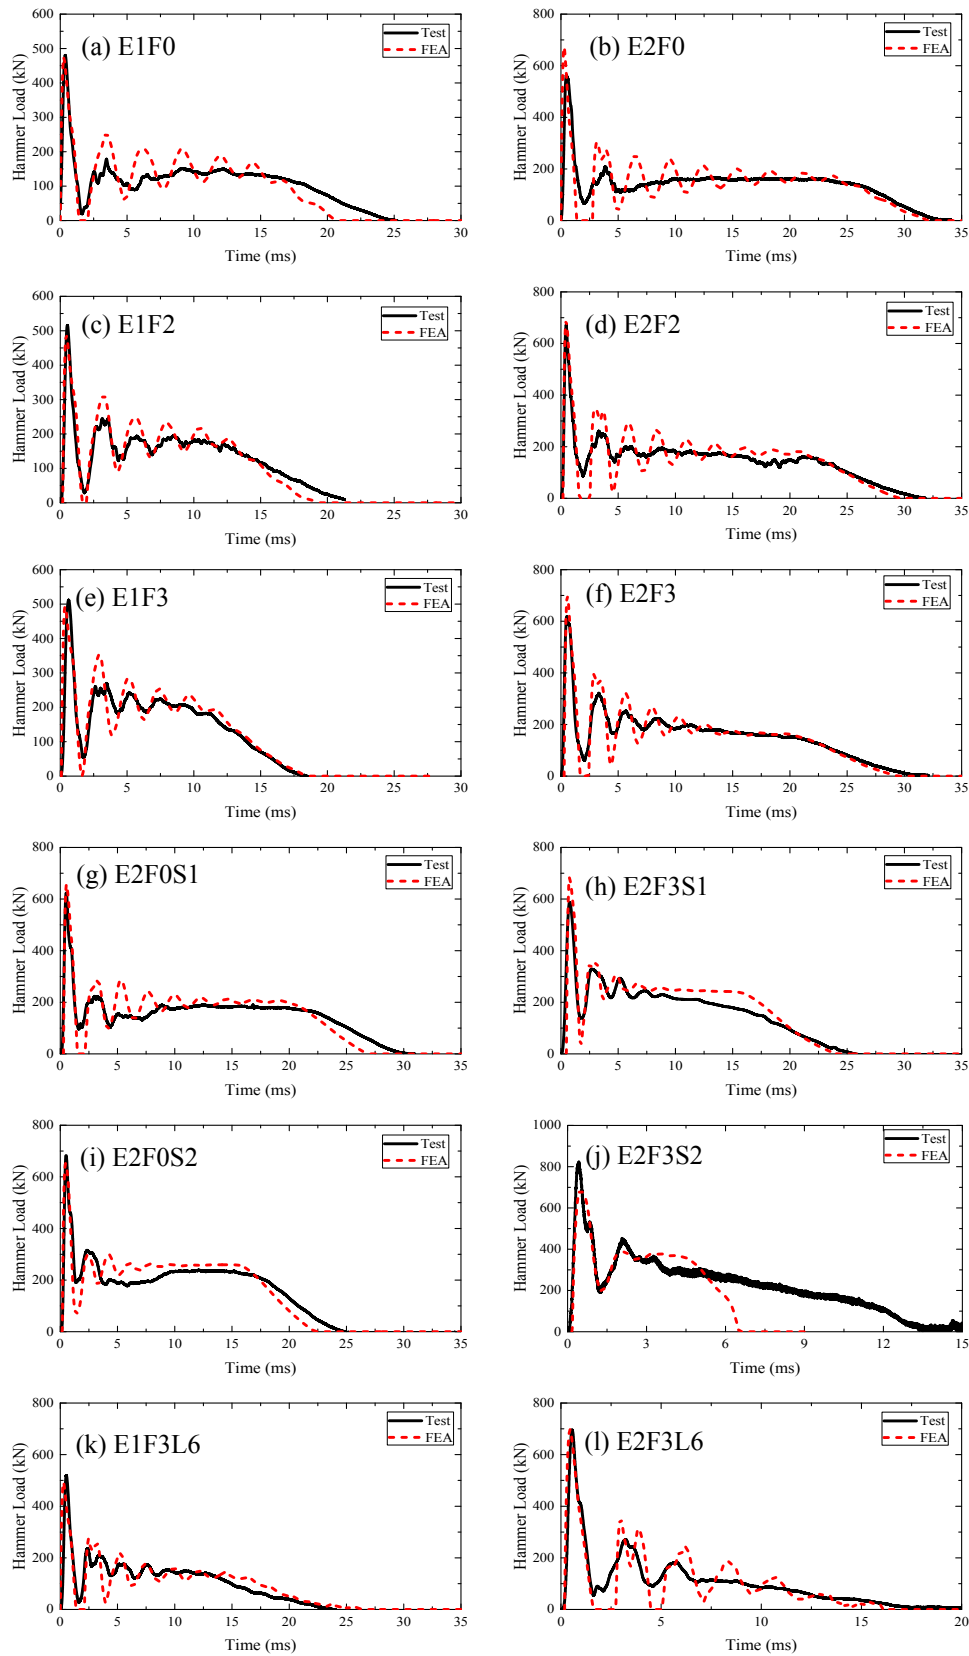 600
500
400
300
200
100
0
Hammer Load (kN)
(a) E1F0
Test
FEA
0 5 10 15 20 25 30
Time (ms)
800
600
400
200
0
Hammer Load (kN)
(b) E2F0
Test
FEA
0 5 10 15 20 25 30 35
Time (ms)
600
500
400
300
200
100
0
Hammer Load (kN)
(c) E1F2
Test
FEA
0 5 10 15 20 25 30
Time (ms)
800
600
400
200
0
Hammer Load (kN)
(d) E2F2
Test
FEA
0 5 10 15 20 25 30 35
Time (ms)
600
500
400
300
200
100
0
Hammer Load (kN)
(e) E1F3
Test
FEA
0 5 10 15 20 25 30
Time (ms)
800
600
400
200
0
Hammer Load (kN)
(f) E2F3
Test
FEA
0 5 10 15 20 25 30 35
Time (ms)
800
600
400
200
0
Hammer Load (kN)
(g) E2F0S1
Test
FEA
0 5 10 15 20 25 30 35
Time (ms)
800
600
400
200
0
Hammer Load (kN)
(h) E2F3S1
Test
FEA
0 5 10 15 20 25 30 35
Time (ms)
800
600
400
200
0
Hammer Load (kN)
(i) E2F0S2
Test
FEA
0 5 10 15 20 25 30 35
Time (ms)
1000
800
600
400
200
0
Hammer Load (kN)
(j) E2F3S2
Test
FEA
0 3 6 9 12 15
Time (ms)
800
600
400
200
0
Hammer Load (kN)
(k) E1F3L6
Test
FEA
0 5 10 15 20 25 30 35
Time (ms)
800
600
400
200
0
Hammer Load (kN)
(l) E2F3L6
Test
FEA
0 5 10 15 20
Time (ms)